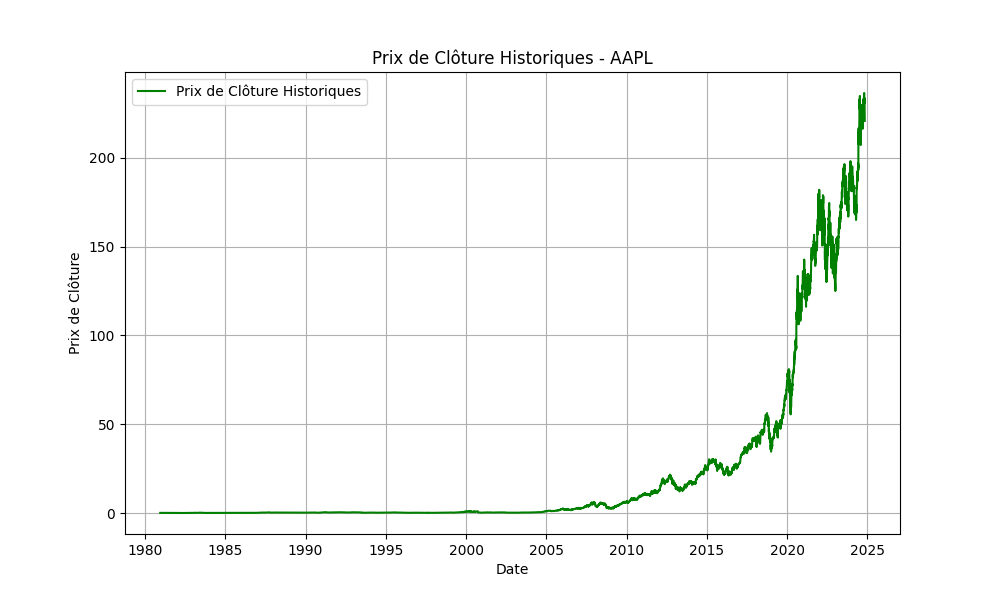 Prix de Clôture Historiques - AAPL
Prix de Clôture Historiques
Prix de Clôture
200
150
100
50
0
1980 1985 1990 1995 2000 2005 2010 2015 2020 2025
Date